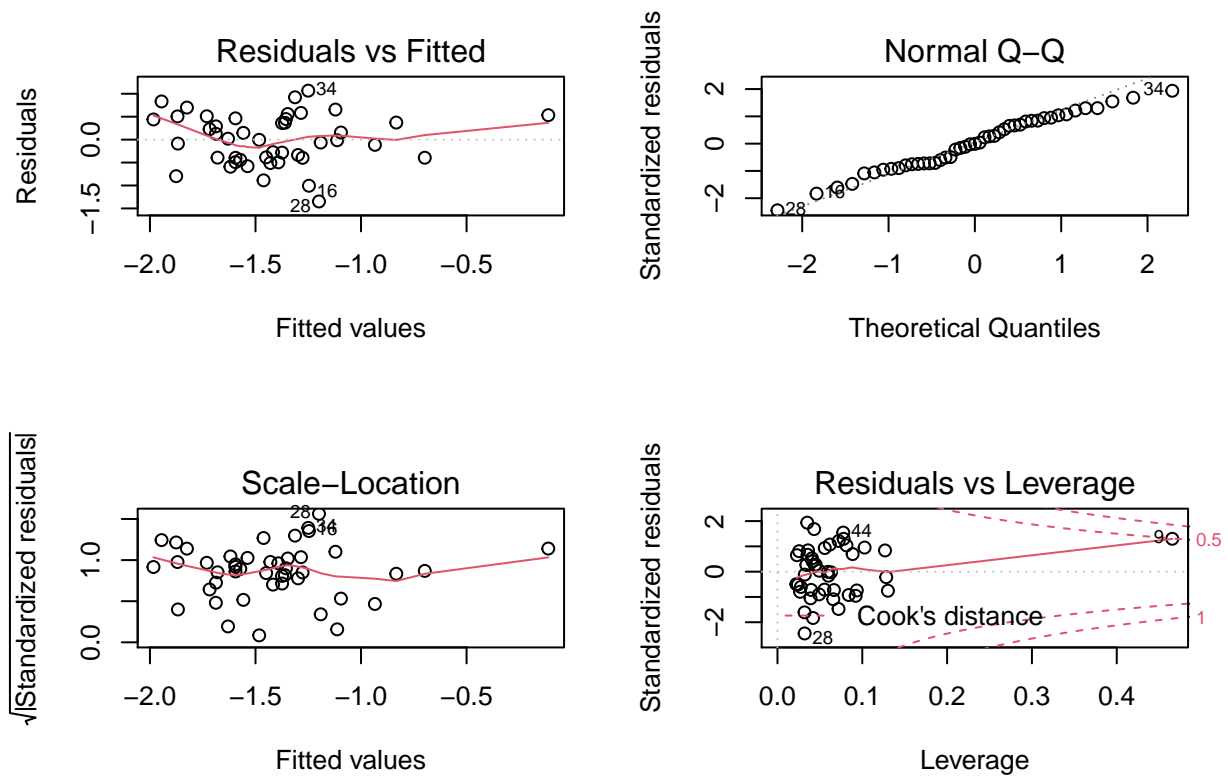 Residuals vs Fitted
Residuals
0.0
−1.5
34
16
28
−2.0 −1.5 −1.0 −0.5
Fitted values
Normal Q−Q
Standardized residuals
2
0
−2
34
16
28
−2 −1 0 1 2
Theoretical Quantiles
Scale−Location
√|Standardized residuals|
1.0
0.0
28
34
16
−2.0 −1.5 −1.0 −0.5
Fitted values
Residuals vs Leverage
Standardized residuals
2
0
−2
44
9
0.5
Cook's distance
1
28
0.0 0.1 0.2 0.3 0.4
Leverage